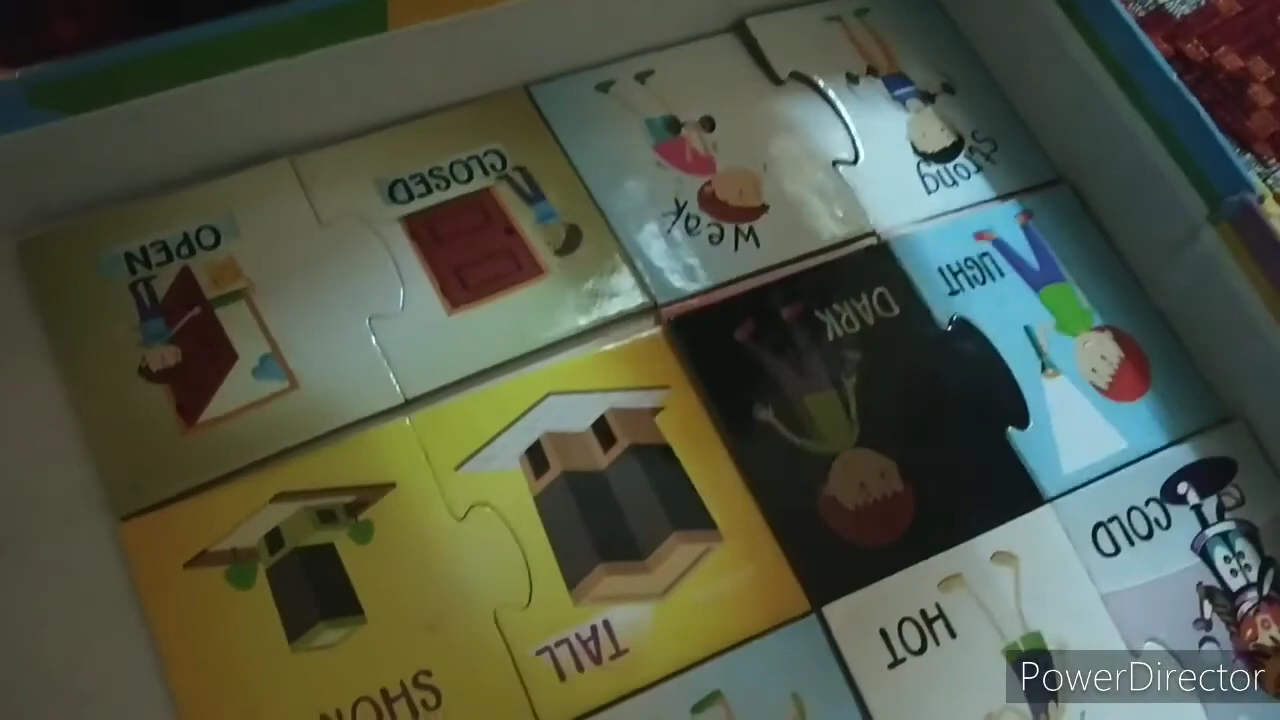 OPEN
CLOSED
Weak
strong
DARK
LIGHT
TALL
HOT
COLD
PowerDirector